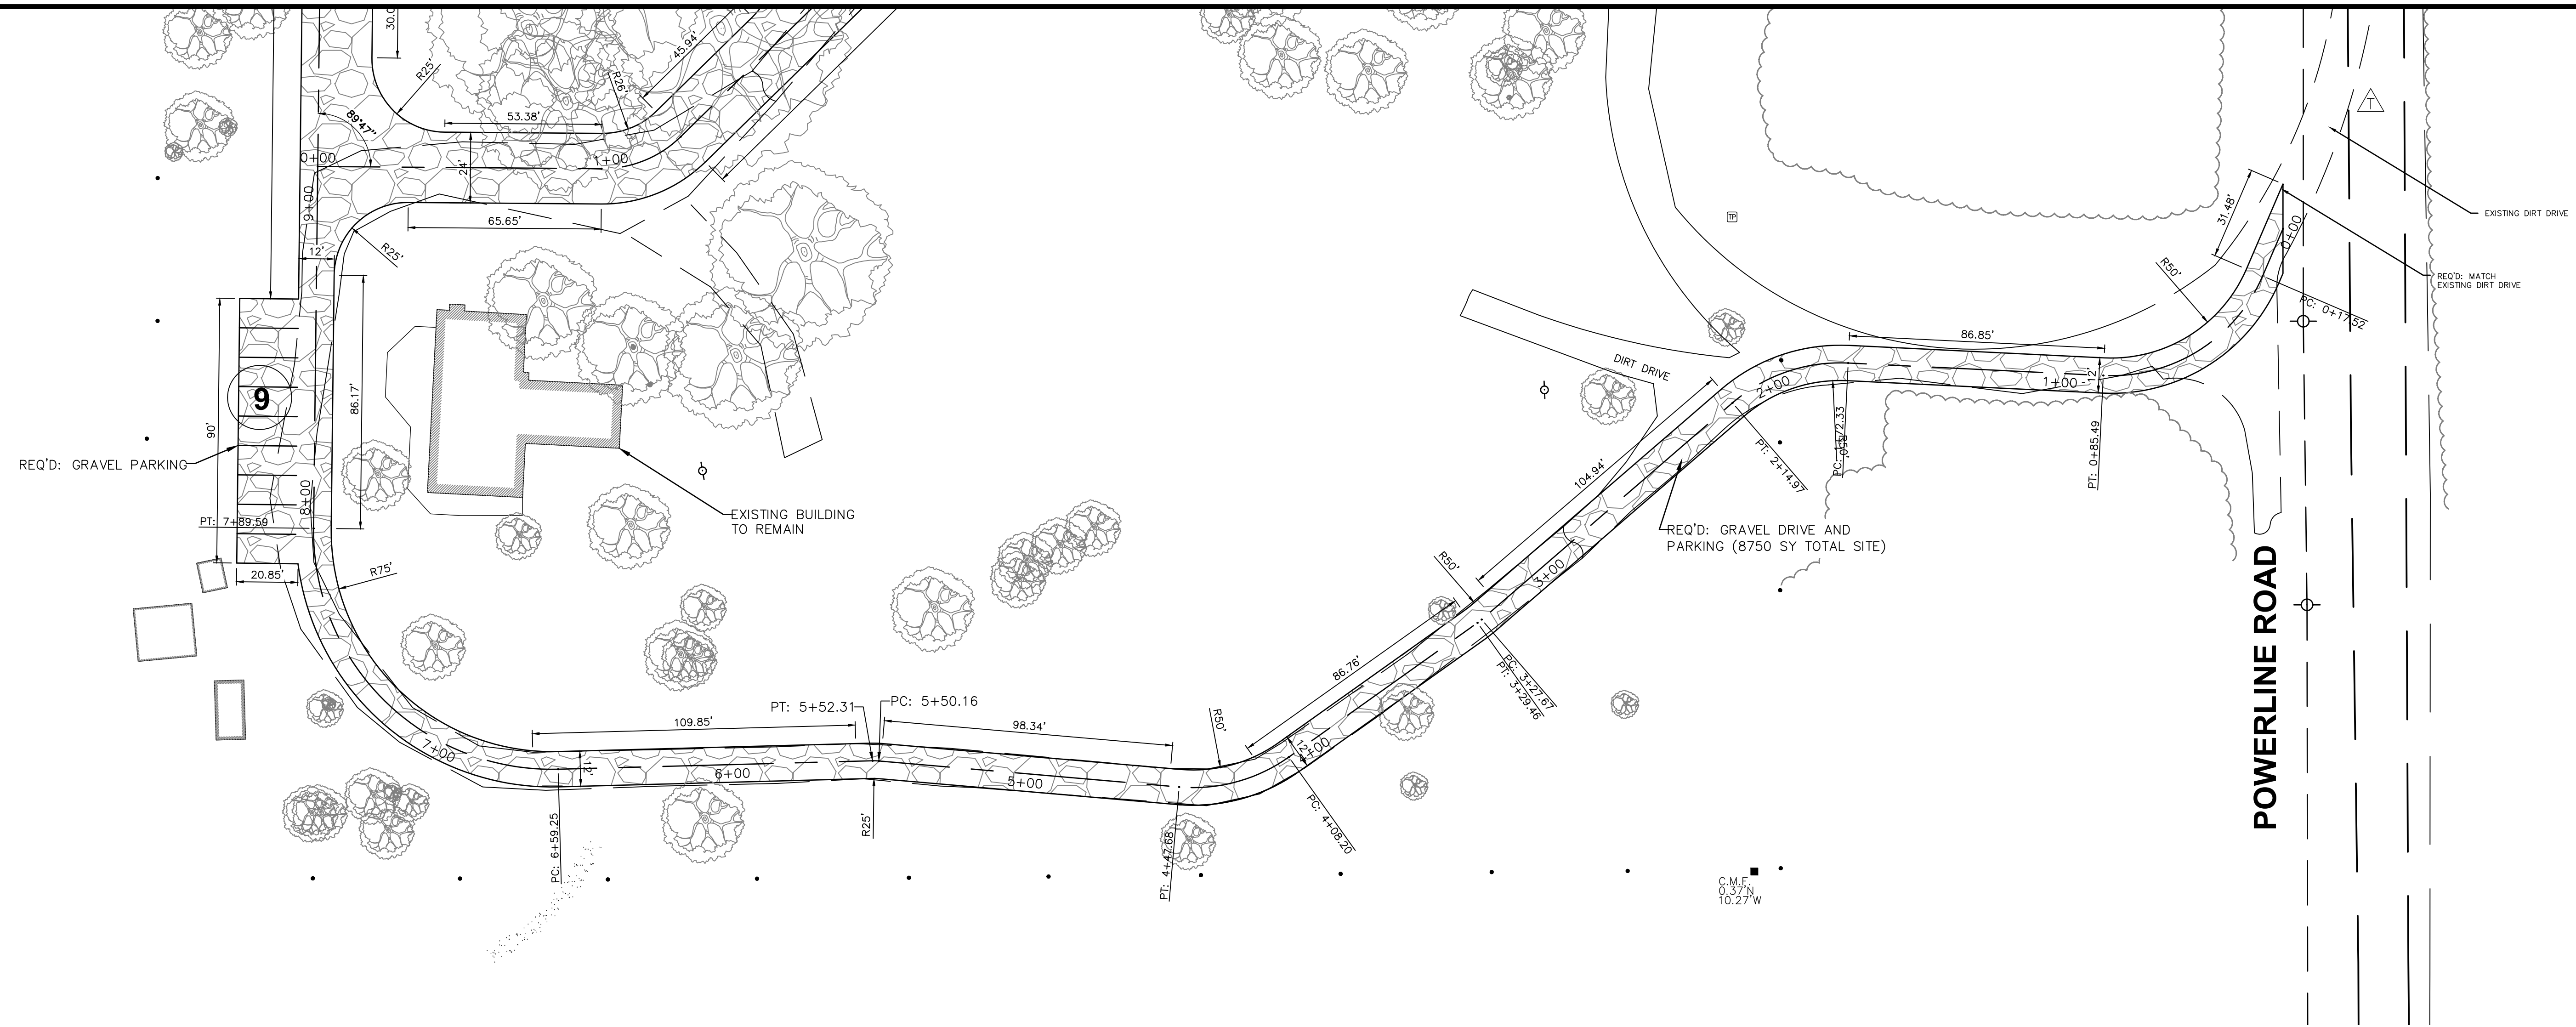 30.0
R25'
R26'
45.94'
89°47"
53.38'
0+00
1+00
24'
9+00
65.65'
R25'
12'
31.48'
EXISTING DIRT DRIVE
0+00
REQ'D: MATCH
EXISTING DIRT DRIVE
PC: 0+17.52
TP
T
R50'
86.85'
DIRT DRIVE
2+00
1+00
12'
9
90'
86.17'
REQ'D: GRAVEL PARKING
8+00
PT: 7+89.59
20.85'
R75'
EXISTING BUILDING
TO REMAIN
104.94'
PT: 2+14.97
PT: 0+85.49
REQ'D: GRAVEL DRIVE AND
PARKING (8750 SY TOTAL SITE)
R50'
3+00
PC: 3+27.67
PT: 3+29.46
86.76'
PT: 5+52.31
PC: 5+50.16
109.85'
98.34'
R50'
12'
7+00
12'
6+00
5+00
PC: 6+59.25
R25'
PT: 4+47.68
PC: 4+08.20
POWERLINE ROAD
C.M.F.
0.37'N
10.27'W